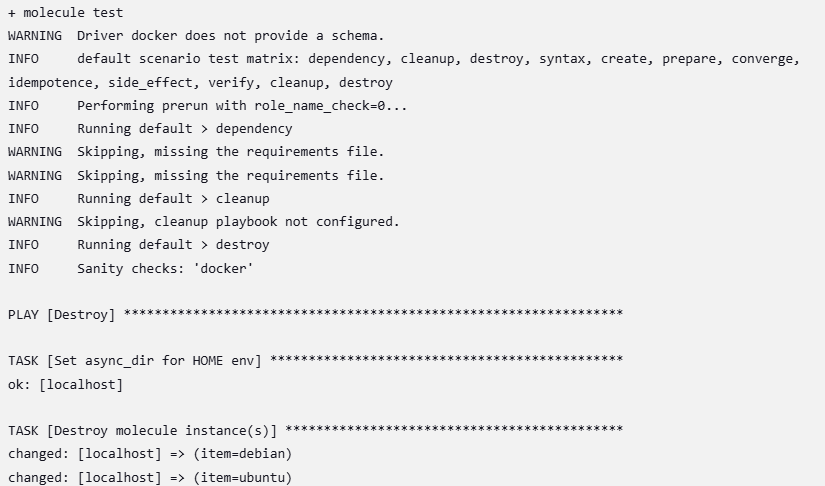 + molecule test
WARNING  Driver docker does not provide a schema.
INFO     default scenario test matrix: dependency, cleanup, destroy, syntax, create, prepare, converge,
idempotence, side_effect, verify, cleanup, destroy
INFO     Performing prerun with role_name_check=0...
INFO     Running default > dependency
WARNING  Skipping, missing the requirements file.
WARNING  Skipping, missing the requirements file.
INFO     Running default > cleanup
WARNING  Skipping, cleanup playbook not configured.
INFO     Running default > destroy
INFO     Sanity checks: 'docker'

PLAY [Destroy] *****************************************************************

TASK [Set async_dir for HOME env] **********************************************
ok: [localhost]

TASK [Destroy molecule instance(s)] ********************************************
changed: [localhost] => (item=debian)
changed: [localhost] => (item=ubuntu)